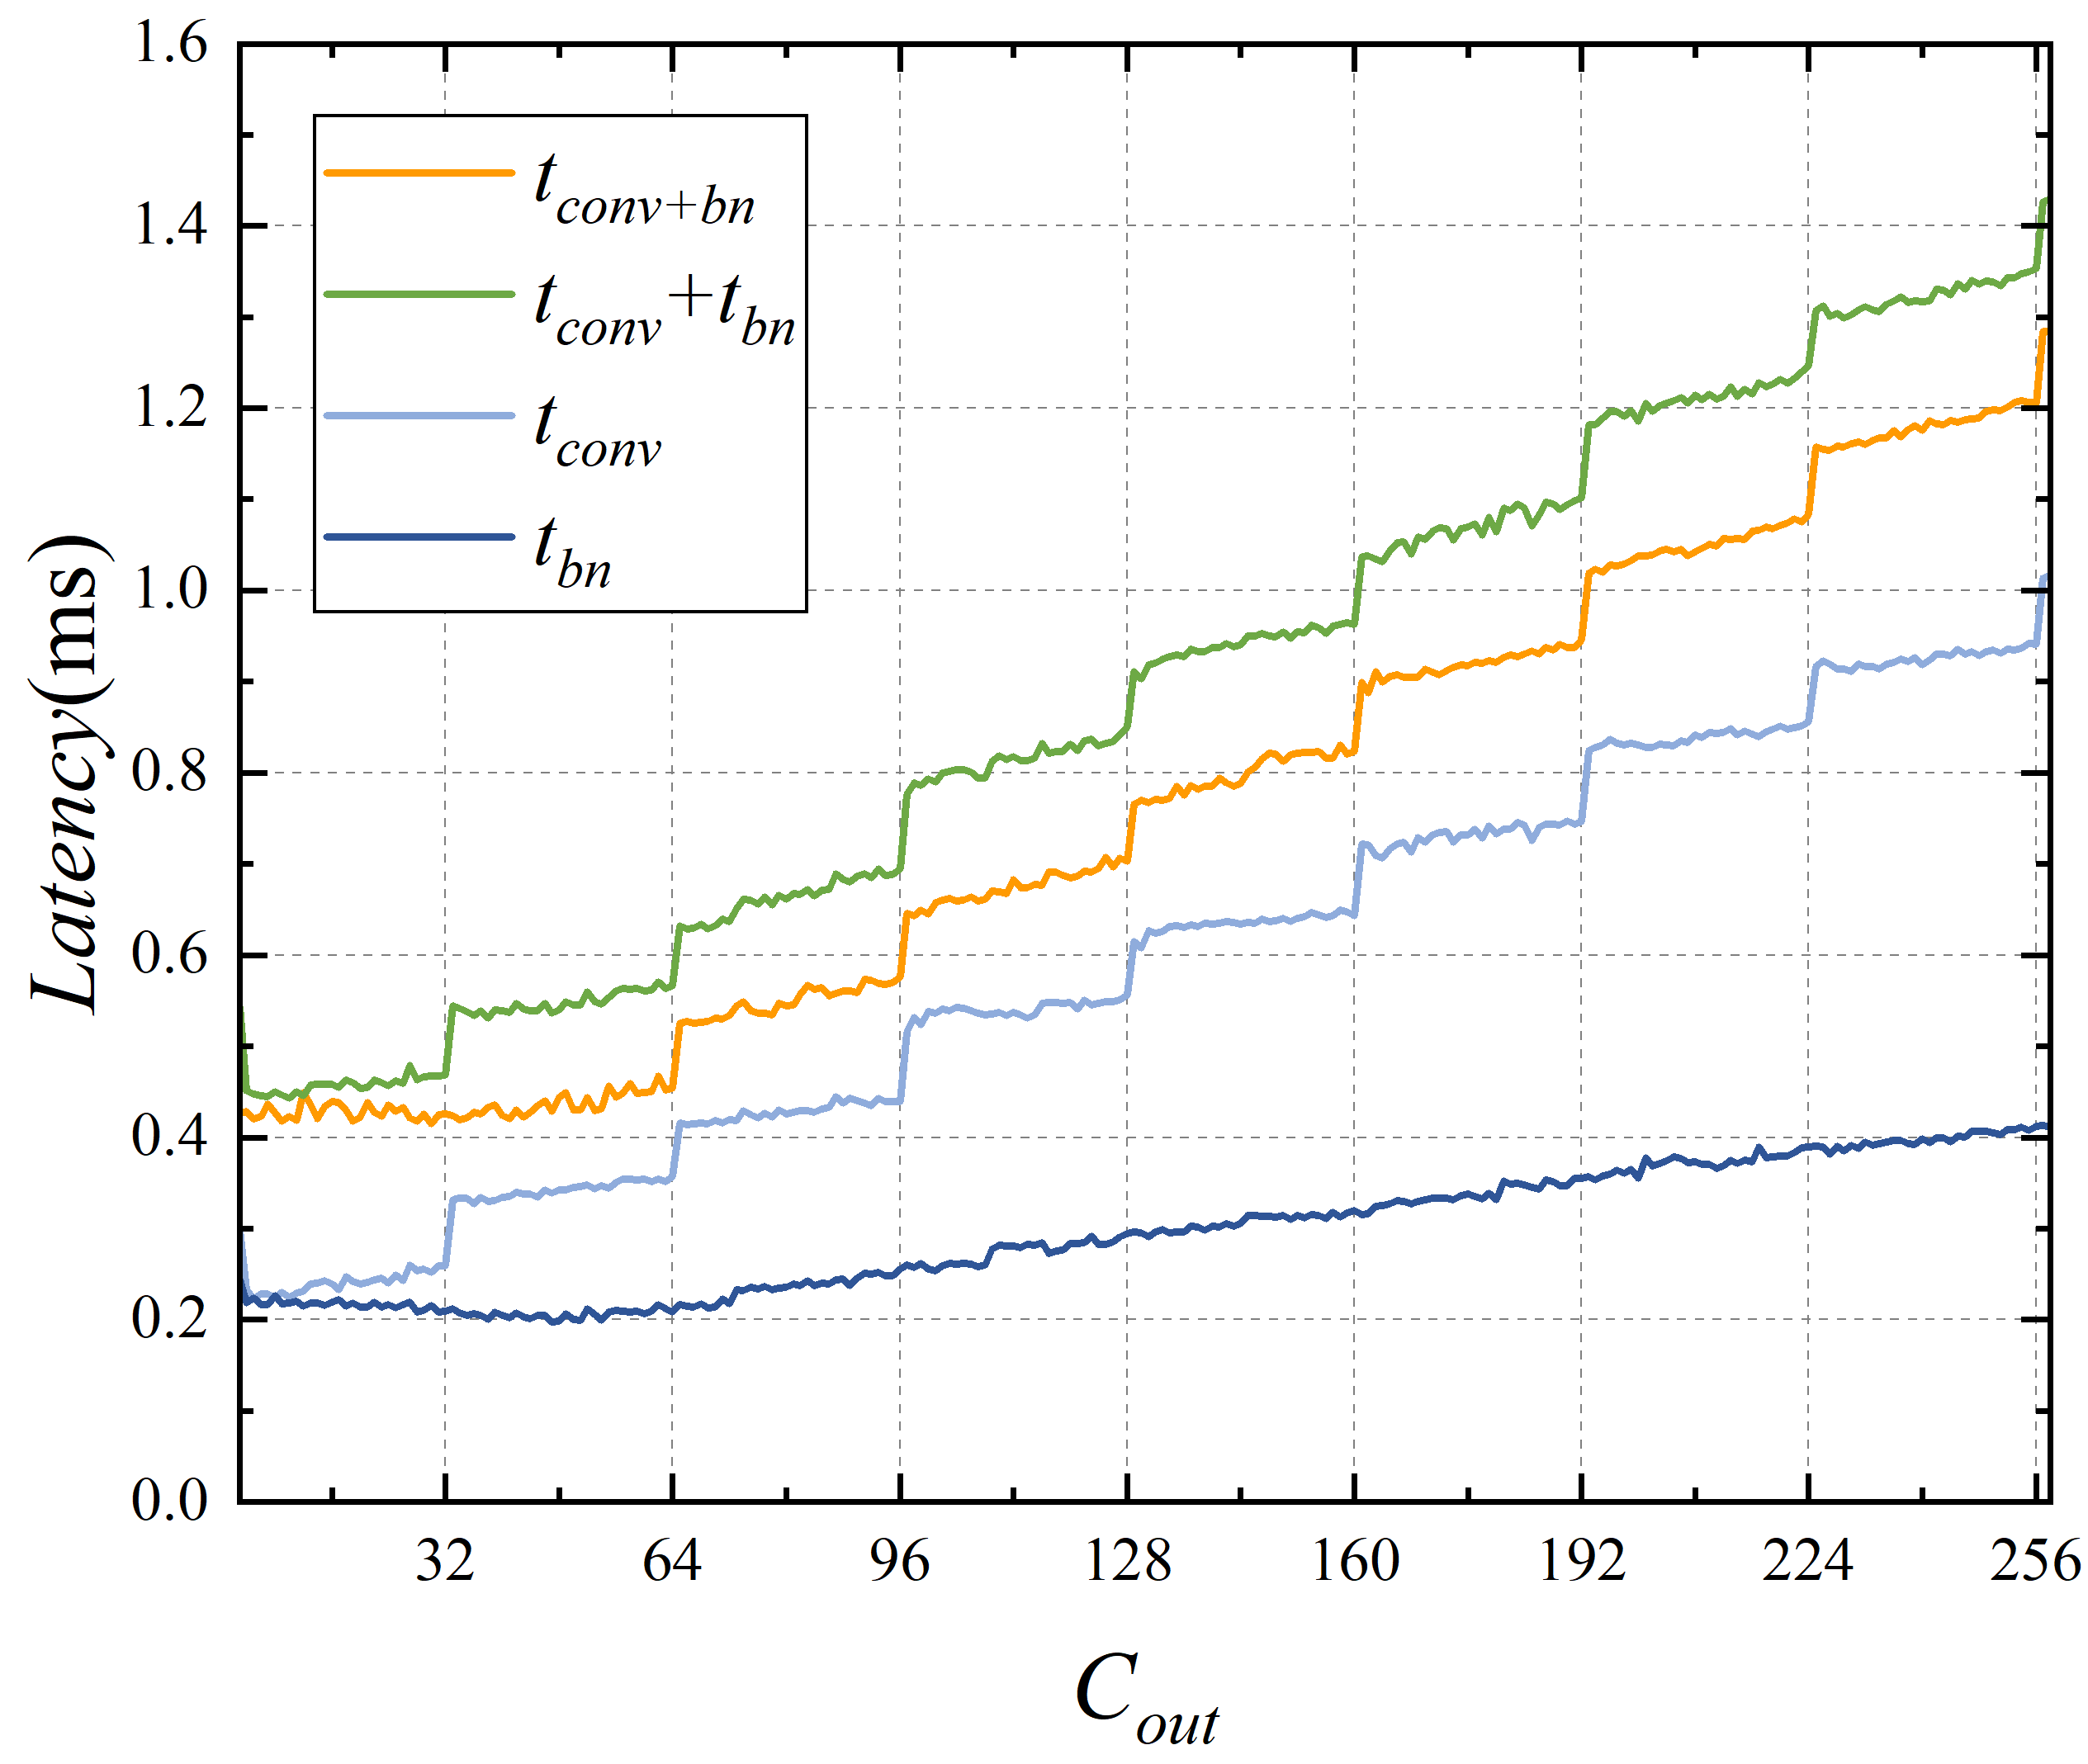 1.6
1.4
1.2
1.0
0.8
0.6
0.4
0.2
0.0
Latency(ms)
t_conv+bn
t_conv+t_bn
t_conv
t_bn
32 64 96 128 160 192 224 256
C_out